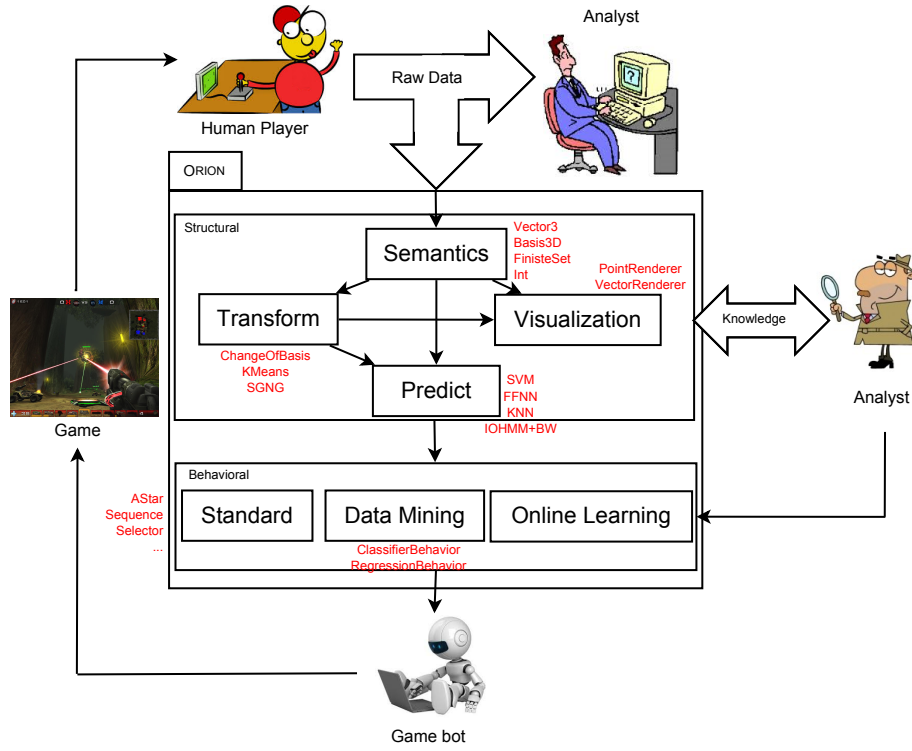 Analyst
Raw Data
Human Player
ORION
Structural
Semantics
Vector3
Basis3D
FinisteSet
Int
PointRenderer
VectorRenderer
Transform
Visualization
Knowledge
ChangeOfBasis
KMeans
SGNG
Predict
SVM
FFNN
KNN
IOHMM+BW
Analyst
Game
Behavioral
AStar
Sequence
Selector
...
Standard
Data Mining
Online Learning
ClassifierBehavior
RegressionBehavior
Game bot
?